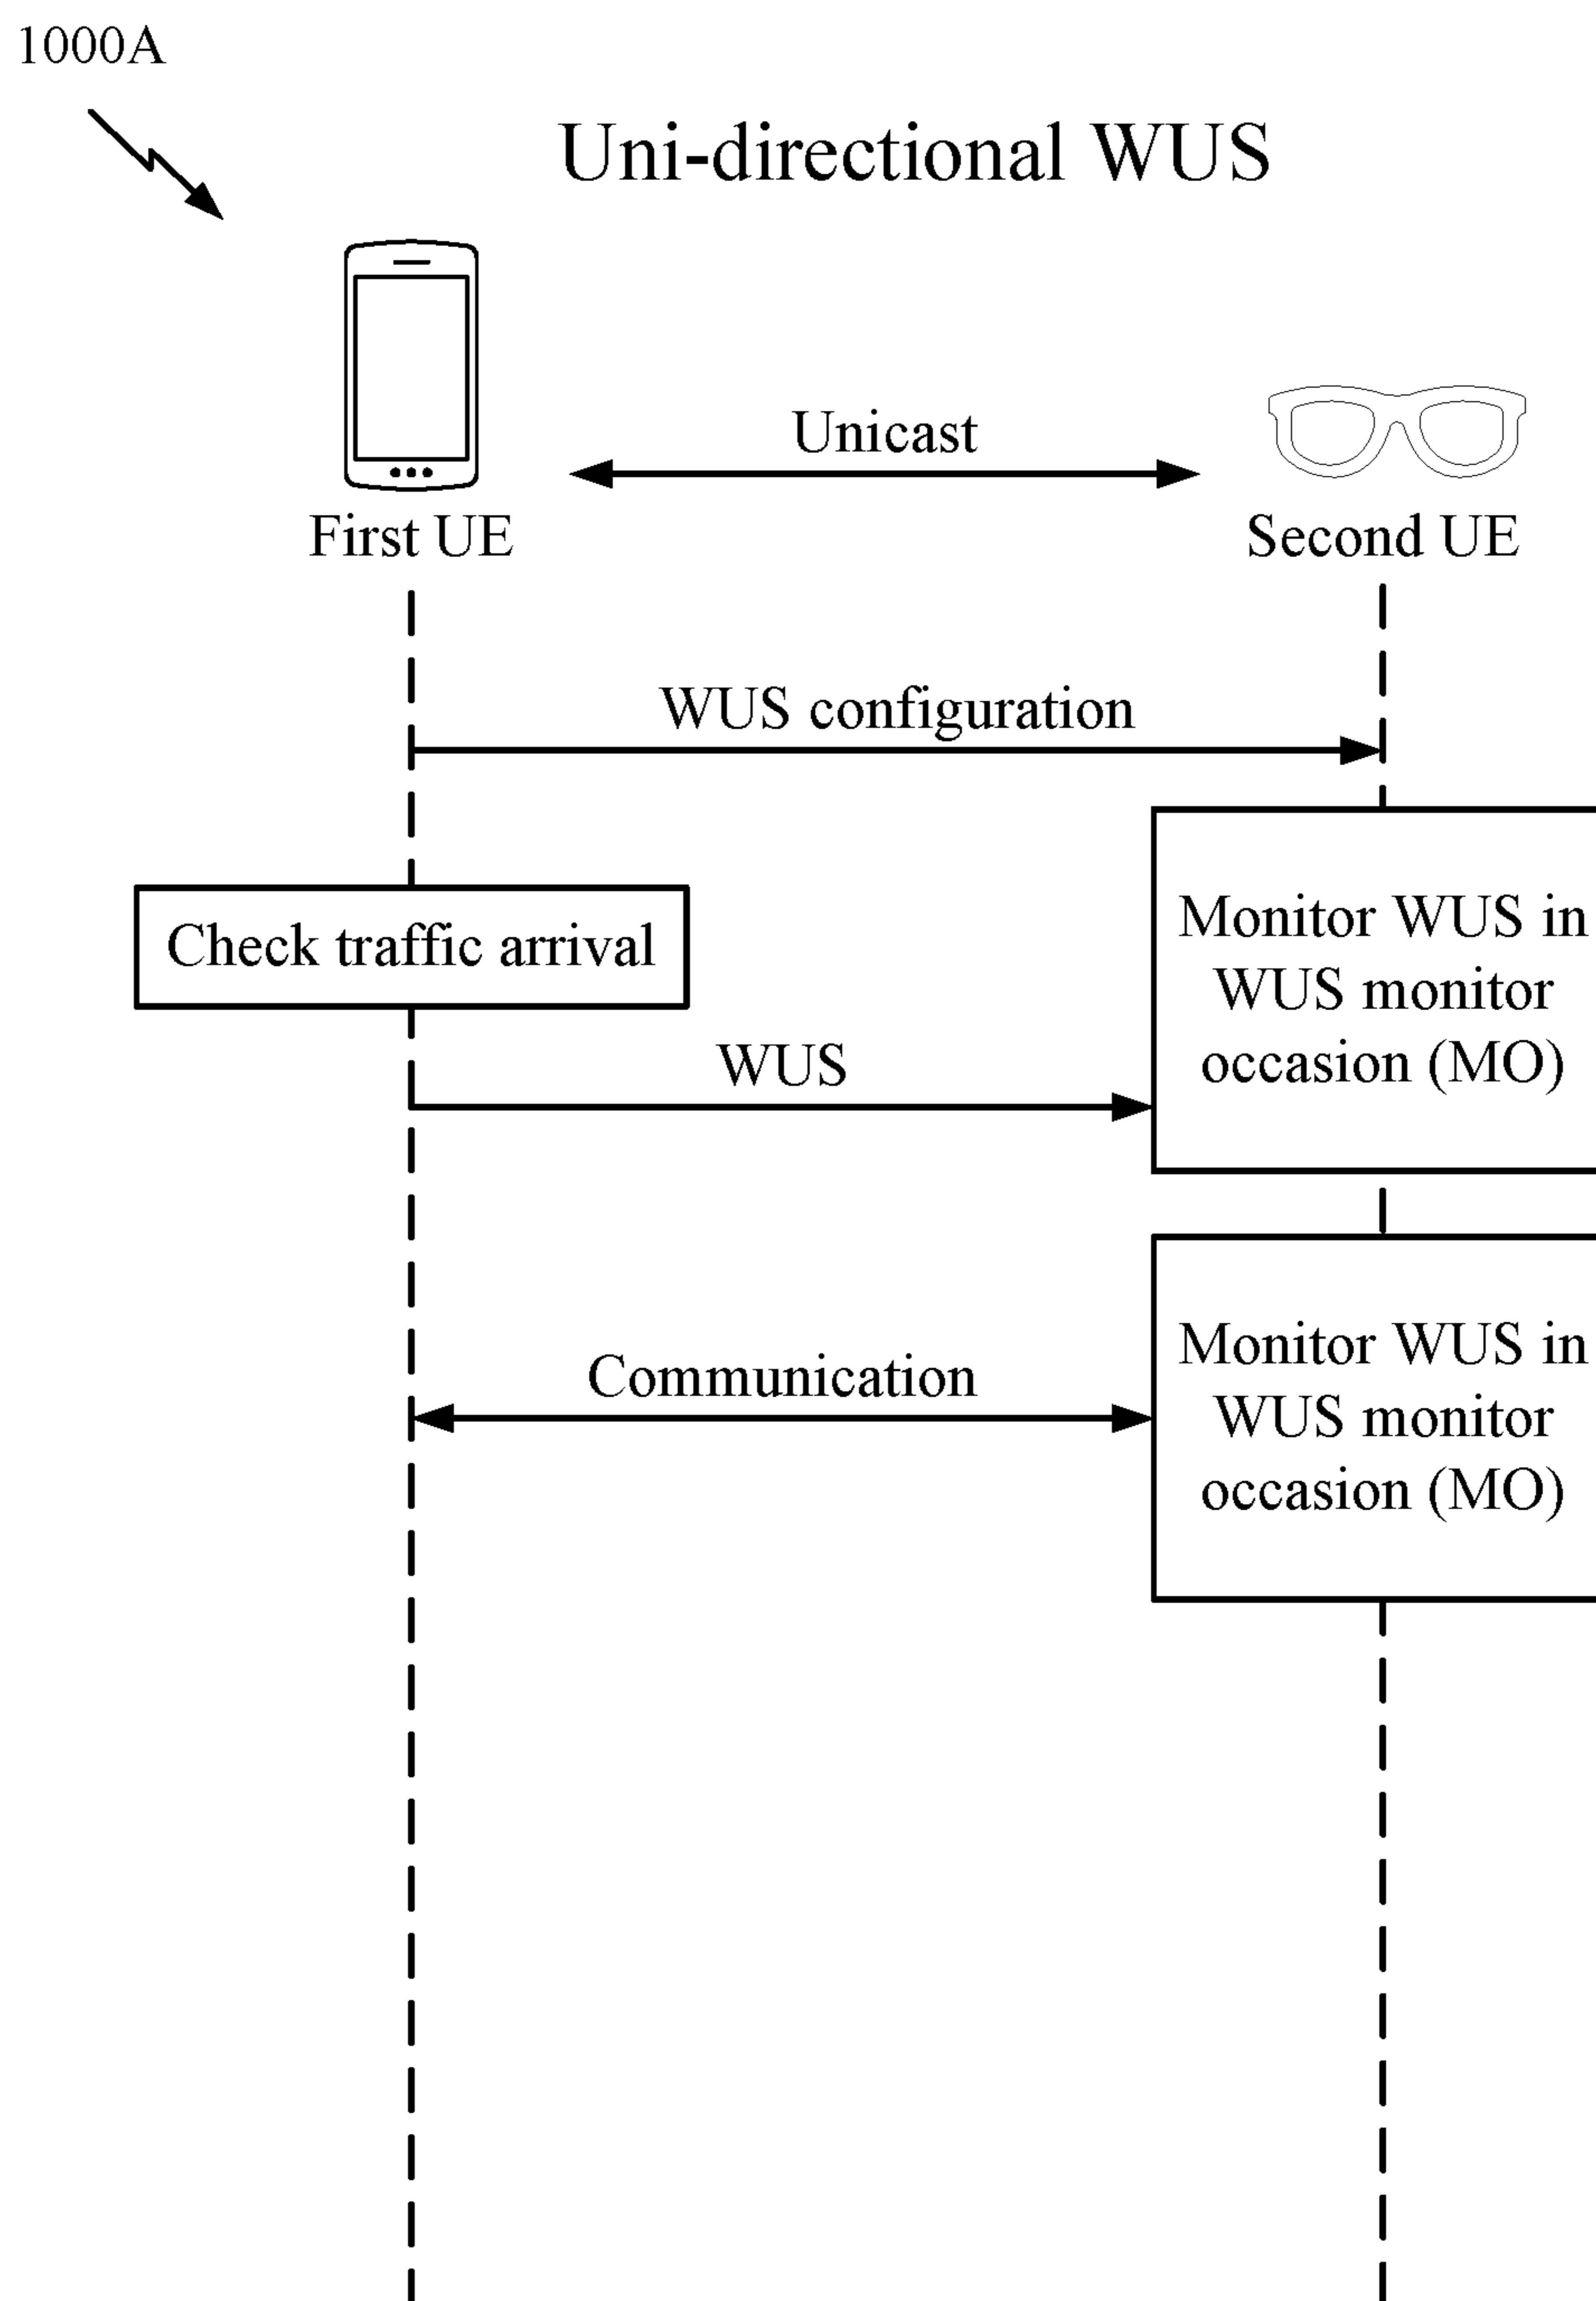 1000A
Uni-directional WUS
Unicast
First UE
Second UE
WUS configuration
Check traffic arrival
Monitor WUS in
WUS monitor
occasion (MO)
WUS
Communication
Monitor WUS in
WUS monitor
occasion (MO)